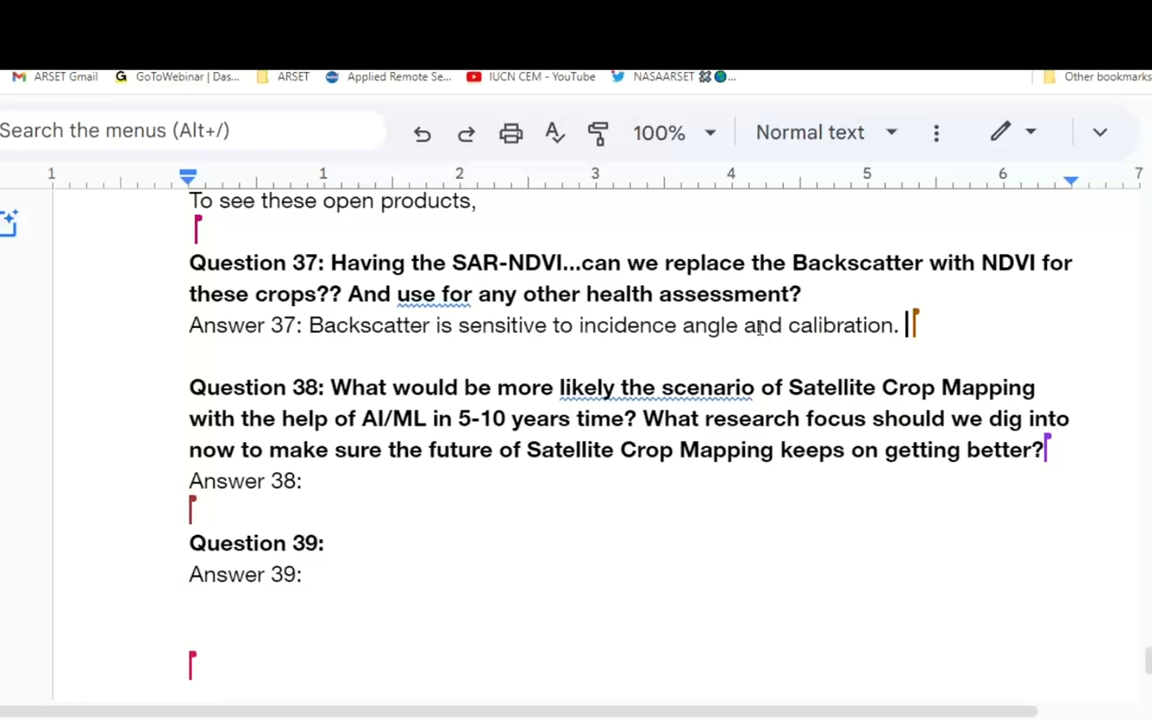 ARSET Gmail GoToWebinar | Das... ARSET Applied Remote Se... IUCN CEM - YouTube NASAARSET 🛰🌎... Other bookmarks
Search the menus (Alt+/) 100% Normal text
1 1 2 3 4 5 6 7
To see these open products,
Question 37: Having the SAR-NDVI...can we replace the Backscatter with NDVI for
these crops?? And use for any other health assessment?
Answer 37: Backscatter is sensitive to incidence angle and calibration.
Question 38: What would be more likely the scenario of Satellite Crop Mapping
with the help of AI/ML in 5-10 years time? What research focus should we dig into
now to make sure the future of Satellite Crop Mapping keeps on getting better?
Answer 38:
Question 39:
Answer 39: